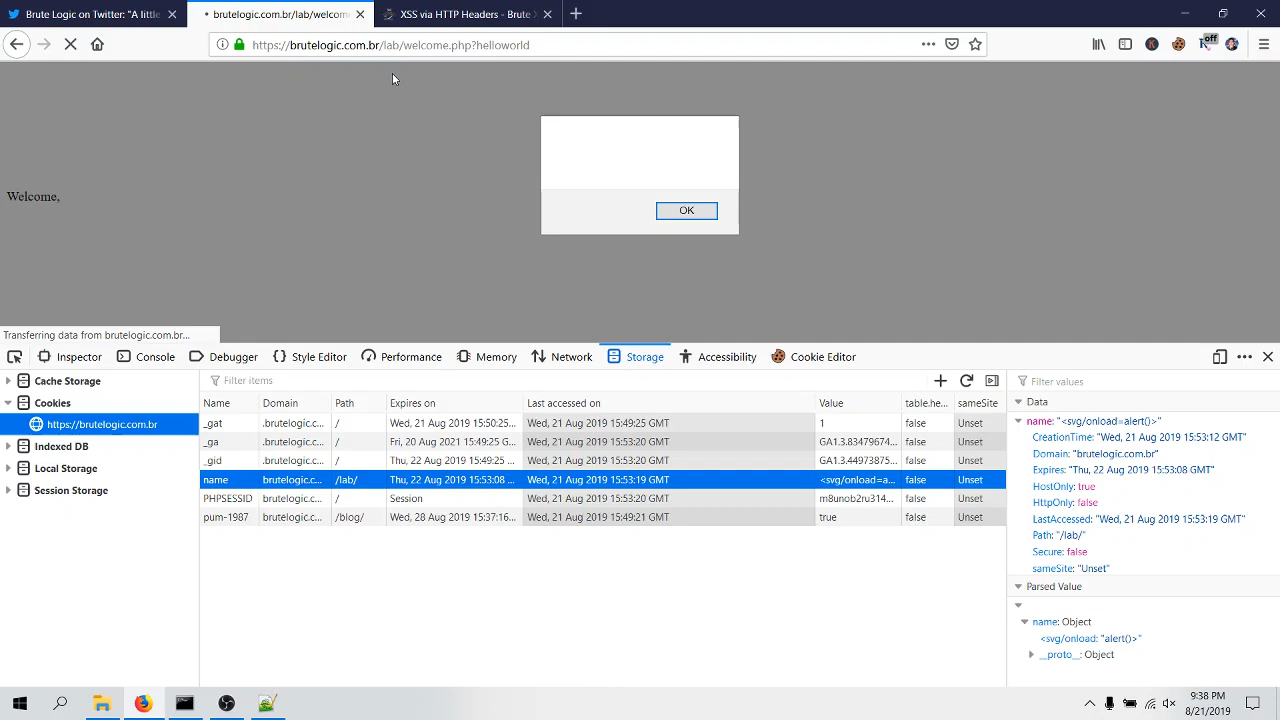 Brute Logic on Twitter: "A little
brutelogic.com.br/lab/welcome
XSS via HTTP Headers - Brute
https://brutelogic.com.br/lab/welcome.php?helloworld
off
Welcome,
OK
Transferring data from brutelogic.com.br...
Inspector Console Debugger Style Editor Performance Memory Network Storage Accessibility Cookie Editor
Cache Storage
Cookies
https://brutelogic.com.br
Indexed DB
Local Storage
Session Storage
Filter items
Name Domain Path Expires on Last accessed on Value table.he... sameSite
_gat .brutelogic.c... / Wed, 21 Aug 2019 15:50:25... Wed, 21 Aug 2019 15:49:25 GMT 1 false Unset
_ga .brutelogic.c... / Fri, 20 Aug 2021 15:49:25 G... Wed, 21 Aug 2019 15:53:20 GMT GA1.3.83479674... false Unset
_gid .brutelogic.c... / Thu, 22 Aug 2019 15:49:25 ... Wed, 21 Aug 2019 15:53:20 GMT GA1.3.44973875... false Unset
name brutelogic.c... /lab/ Thu, 22 Aug 2019 15:53:08 ... Wed, 21 Aug 2019 15:53:19 GMT <svg/onload=a... false Unset
PHPSESSID brutelogic.c... / Session Wed, 21 Aug 2019 15:53:20 GMT m8unob2ru314... false Unset
pum-1987 brutelogic.c... /blog/ Wed, 28 Aug 2019 15:37:16... Wed, 21 Aug 2019 15:49:21 GMT true false Unset
Filter values
Data
name: "<svg/onload=alert()>"
CreationTime: "Wed, 21 Aug 2019 15:53:12 GMT"
Domain: "brutelogic.com.br"
Expires: "Thu, 22 Aug 2019 15:53:08 GMT"
HostOnly: true
HttpOnly: false
LastAccessed: "Wed, 21 Aug 2019 15:53:19 GMT"
Path: "/lab/"
Secure: false
sameSite: "Unset"
Parsed Value
name: Object
<svg/onload: "alert()>"
__proto__: Object
9:38 PM
8/21/2019